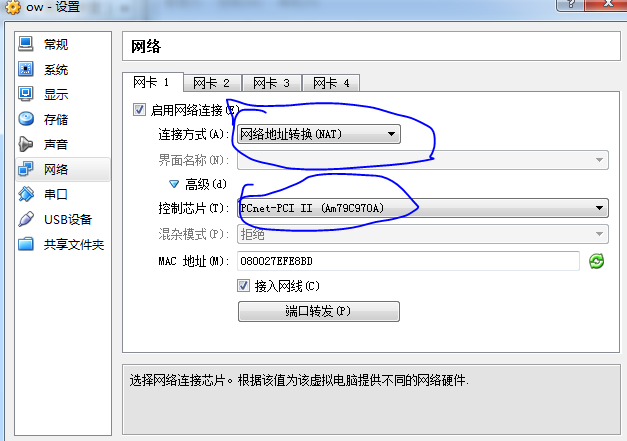 ow - 设置
常规
系统
显示
存储
声音
网络
串口
USB设备
共享文件夹
网络
网卡 1 网卡 2 网卡 3 网卡 4
启用网络连接(E)
连接方式(A): 网络地址转换(NAT)
界面名称(N):
高级(d)
控制芯片(T): PCnet-PCI II (Am79C970A)
混杂模式(P): 拒绝
MAC 地址(M): 080027EFE8BD
接入网线(C)
端口转发(P)
选择网络连接芯片。根据该值为该虚拟电脑提供不同的网络硬件.